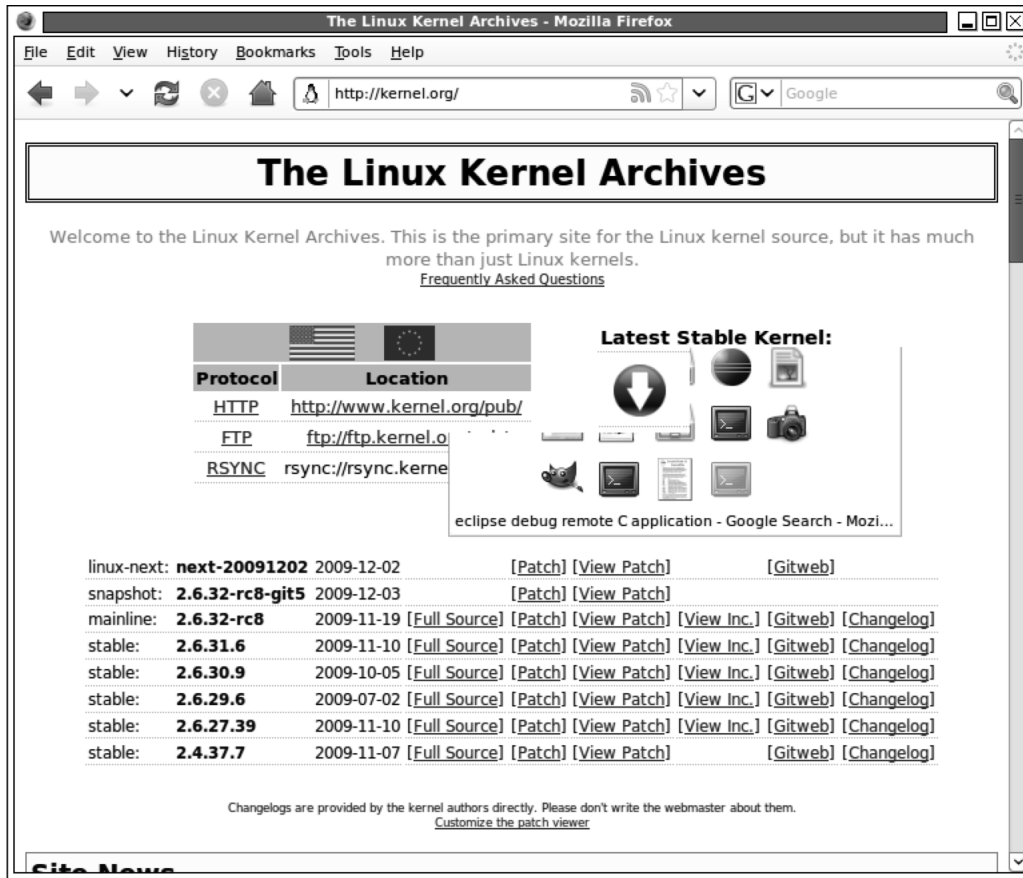 The Linux Kernel Archives - Mozilla Firefox
File Edit View History Bookmarks Tools Help
http://kernel.org/ G Google
The Linux Kernel Archives
Welcome to the Linux Kernel Archives. This is the primary site for the Linux kernel source, but it has much
more than just Linux kernels.
Frequently Asked Questions
Latest Stable Kernel:
Protocol Location
HTTP http://www.kernel.org/pub/
FTP ftp://ftp.kernel.o
RSYNC rsync://rsync.kerne
eclipse debug remote C application - Google Search - Mozi...
linux-next: next-20091202 2009-12-02 [Patch] [View Patch] [Gitweb]
snapshot: 2.6.32-rc8-git5 2009-12-03 [Patch] [View Patch]
mainline: 2.6.32-rc8 2009-11-19 [Full Source] [Patch] [View Patch] [View Inc.] [Gitweb] [Changelog]
stable: 2.6.31.6 2009-11-10 [Full Source] [Patch] [View Patch] [View Inc.] [Gitweb] [Changelog]
stable: 2.6.30.9 2009-10-05 [Full Source] [Patch] [View Patch] [View Inc.] [Gitweb] [Changelog]
stable: 2.6.29.6 2009-07-02 [Full Source] [Patch] [View Patch] [View Inc.] [Gitweb] [Changelog]
stable: 2.6.27.39 2009-11-10 [Full Source] [Patch] [View Patch] [View Inc.] [Gitweb] [Changelog]
stable: 2.4.37.7 2009-11-07 [Full Source] [Patch] [View Patch] [Gitweb] [Changelog]
Changelogs are provided by the kernel authors directly. Please don't write the webmaster about them.
Customize the patch viewer
Site News